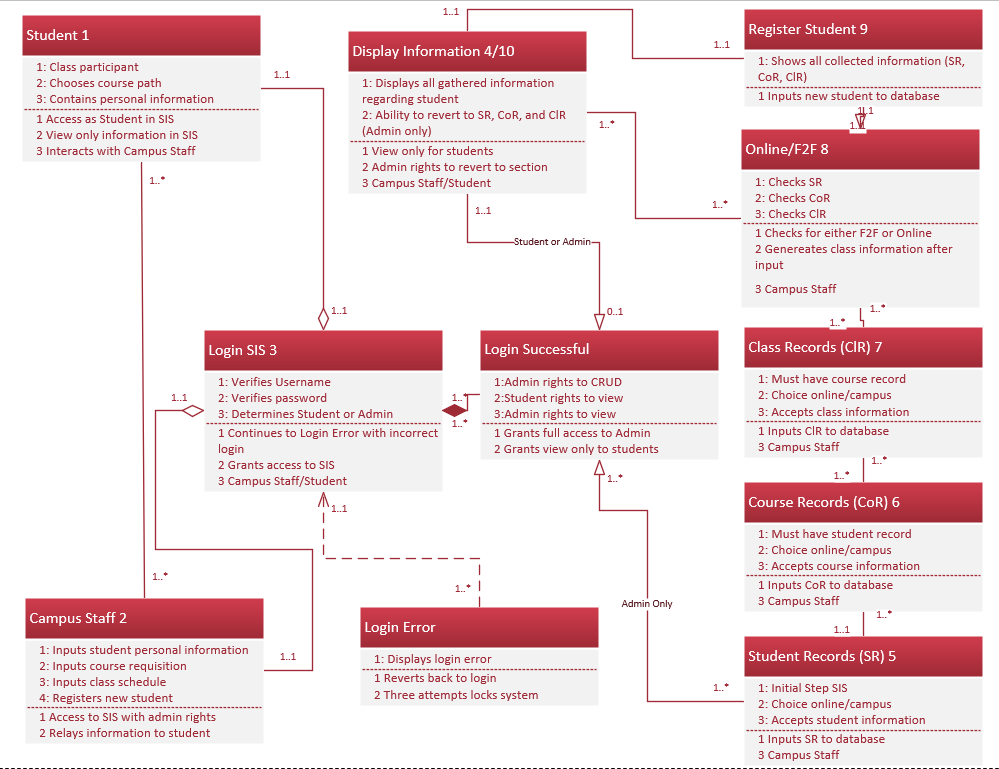 Student 1
1: Class participant
2: Chooses course path
3: Contains personal information
1 Access as Student in SIS
2 View only information in SIS
3 Interacts with Campus Staff
1..1
1..*
1..1
Display Information 4/10
1: Displays all gathered information
regarding student
2: Ability to revert to SR, CoR, and ClR
(Admin only)
1 View only for students
2 Admin rights to revert to section
3 Campus Staff/Student
1..1
1..*
1..1
Student or Admin
0..1
Register Student 9
1: Shows all collected information (SR,
CoR, ClR)
1 Inputs new student to database
1..1
1..1
Online/F2F 8
1: Checks SR
2: Checks CoR
3: Checks ClR
1 Checks for either F2F or Online
2 Genereates class information after
input
3 Campus Staff
1..*
1..*
1..*
Login SIS 3
1: Verifies Username
2: Verifies password
3: Determines Student or Admin
1 Continues to Login Error with incorrect
login
2 Grants access to SIS
3 Campus Staff/Student
1..1
1..1
1..1
1..*
1..*
Login Successful
1:Admin rights to CRUD
2:Student rights to view
3:Admin rights to view
1 Grants full access to Admin
2 Grants view only to students
1..*
Admin Only
1..*
Class Records (ClR) 7
1: Must have course record
2: Choice online/campus
3: Accepts class information
1 Inputs ClR to database
3 Campus Staff
1..*
1..*
Course Records (CoR) 6
1: Must have student record
2: Choice online/campus
3: Accepts course information
1 Inputs CoR to database
3 Campus Staff
1..*
1..1
Student Records (SR) 5
1: Initial Step SIS
2: Choice online/campus
3: Accepts student information
1 Inputs SR to database
3 Campus Staff
1..*
Campus Staff 2
1: Inputs student personal information
2: Inputs course requisition
3: Inputs class schedule
4: Registers new student
1 Access to SIS with admin rights
2 Relays information to student
1..1
1..*
Login Error
1: Displays login error
1 Reverts back to login
2 Three attempts locks system